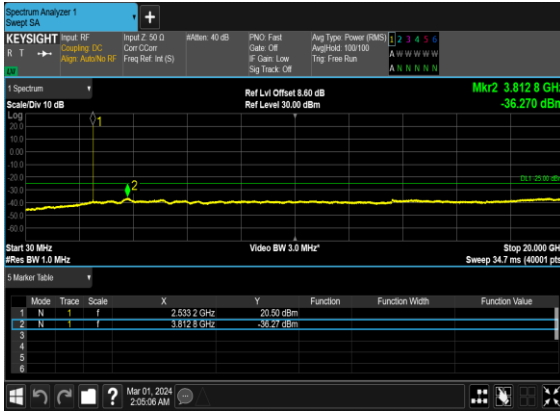 Spectrum Analyzer 1
Swept SA
+
KEYSIGHT Input: RF Input Z: 50 Ω #Atten: 40 dB PNO: Fast Avg Type: Power (RMS) 1 2 3 4 5 6
R T Coupling: DC Corr CCorr Gate: Off Avg|Hold: 100/100 A W W W W W
Align: Auto/No RF Freq Ref: Int (S) IF Gain: Low Trig: Free Run
LXI Sig Track: Off A N N N N N
1 Spectrum Ref Lvl Offset 8.60 dB Mkr2 3.812 8 GHz
Scale/Div 10 dB Ref Level 30.00 dBm -36.270 dBm
Log
20.0
10.0
0.00
-10.0
-20.0
-30.0
-40.0
-50.0
-60.0
1
2
DL1 -25.00 dBm
Start 30 MHz Video BW 3.0 MHz* Stop 20.000 GHz
#Res BW 1.0 MHz Sweep 34.7 ms (40001 pts)
5 Marker Table
Mode Trace Scale X Y Function Function Width Function Value
1 N 1 f 2.533 2 GHz 20.50 dBm
2 N 1 f 3.812 8 GHz -36.27 dBm
3
4
5
6
? Mar 01, 2024
2:05:06 AM